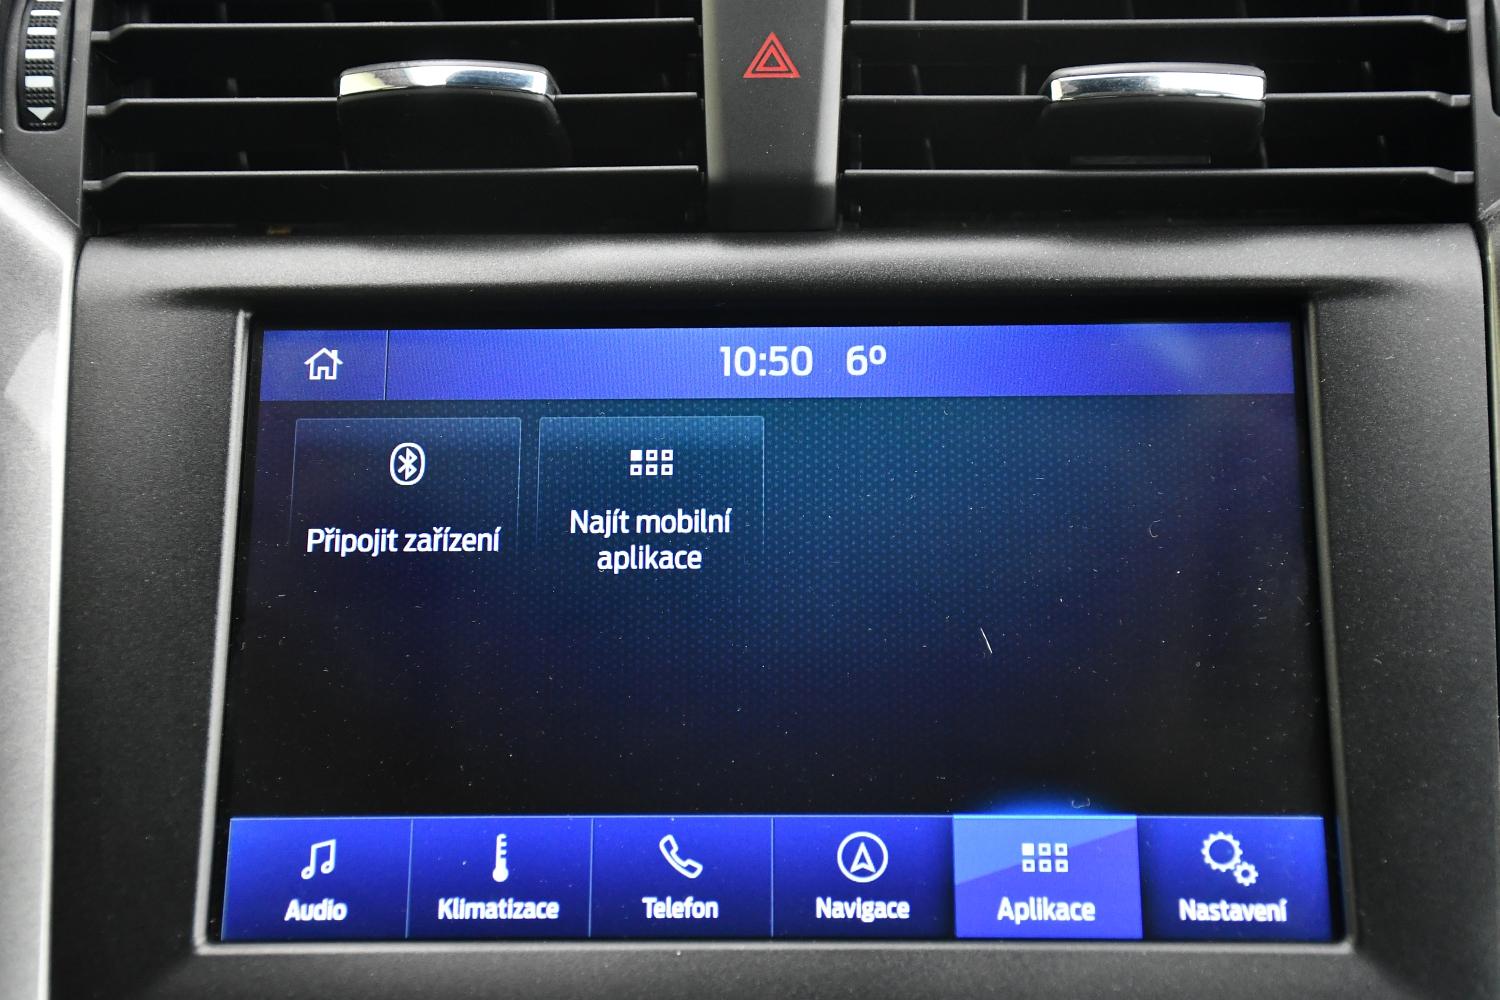 10:50 6º
Připojit zařízení
Najít mobilní
aplikace
Audio
Klimatizace
Telefon
Navigace
Aplikace
Nastavení